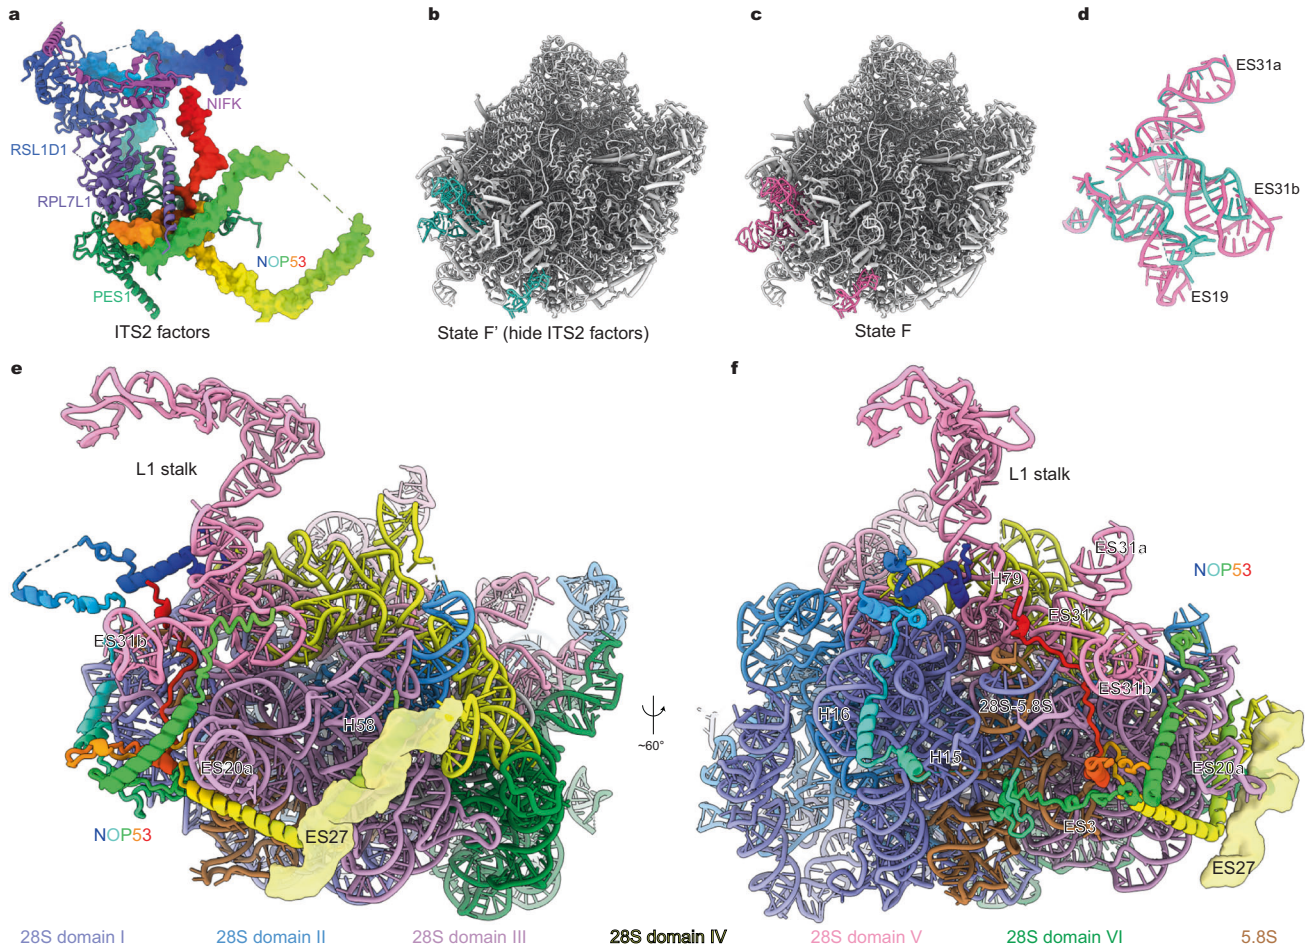 a
NIFK
RSL1D1
RPL7L1
NOP53
PES1
ITS2 factors
b
State F' (hide ITS2 factors)
c
State F
d
ES31a
ES31b
ES19
e
L1 stalk
ES31b
H58
ES20a
NOP53
ES27
~60°
f
L1 stalk
ES31a
NOP53
H79
ES31
ES31b
28S-5.8S
H16
H15
ES20a
ES3
ES27
28S domain I
28S domain II
28S domain III
28S domain IV
28S domain V
28S domain VI
5.8S